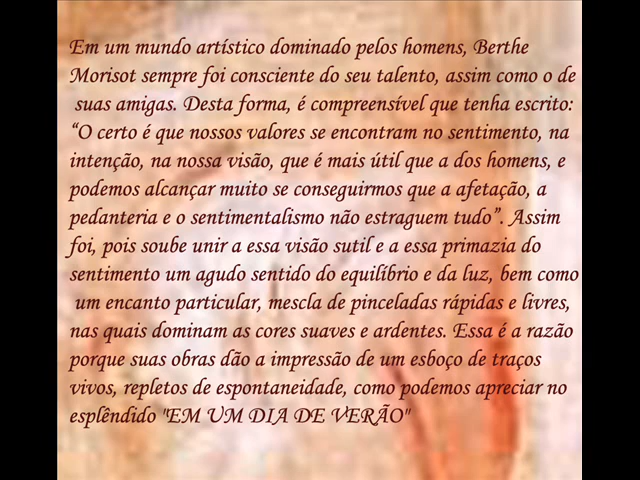 Em um mundo artístico dominado pelos homens, Berthe
Morisot sempre foi consciente do seu talento, assim como o de
suas amigas. Desta forma, é compreensível que tenha escrito:
“O certo é que nossos valores se encontram no sentimento, na
intenção, na nossa visão, que é mais útil que a dos homens, e
podemos alcançar muito se conseguirmos que a afetação, a
pedanteria e o sentimentalismo não estraguem tudo”. Assim
foi, pois soube unir a essa visão sutil e a essa primazia do
sentimento um agudo sentido do equilíbrio e da luz, bem como
um encanto particular, mescla de pinceladas rápidas e livres,
nas quais dominam as cores suaves e ardentes. Essa é a razão
porque suas obras dão a impressão de um esboço de traços
vivos, repletos de espontaneidade, como podemos apreciar no
esplêndido "EM UM DIA DE VERÃO"